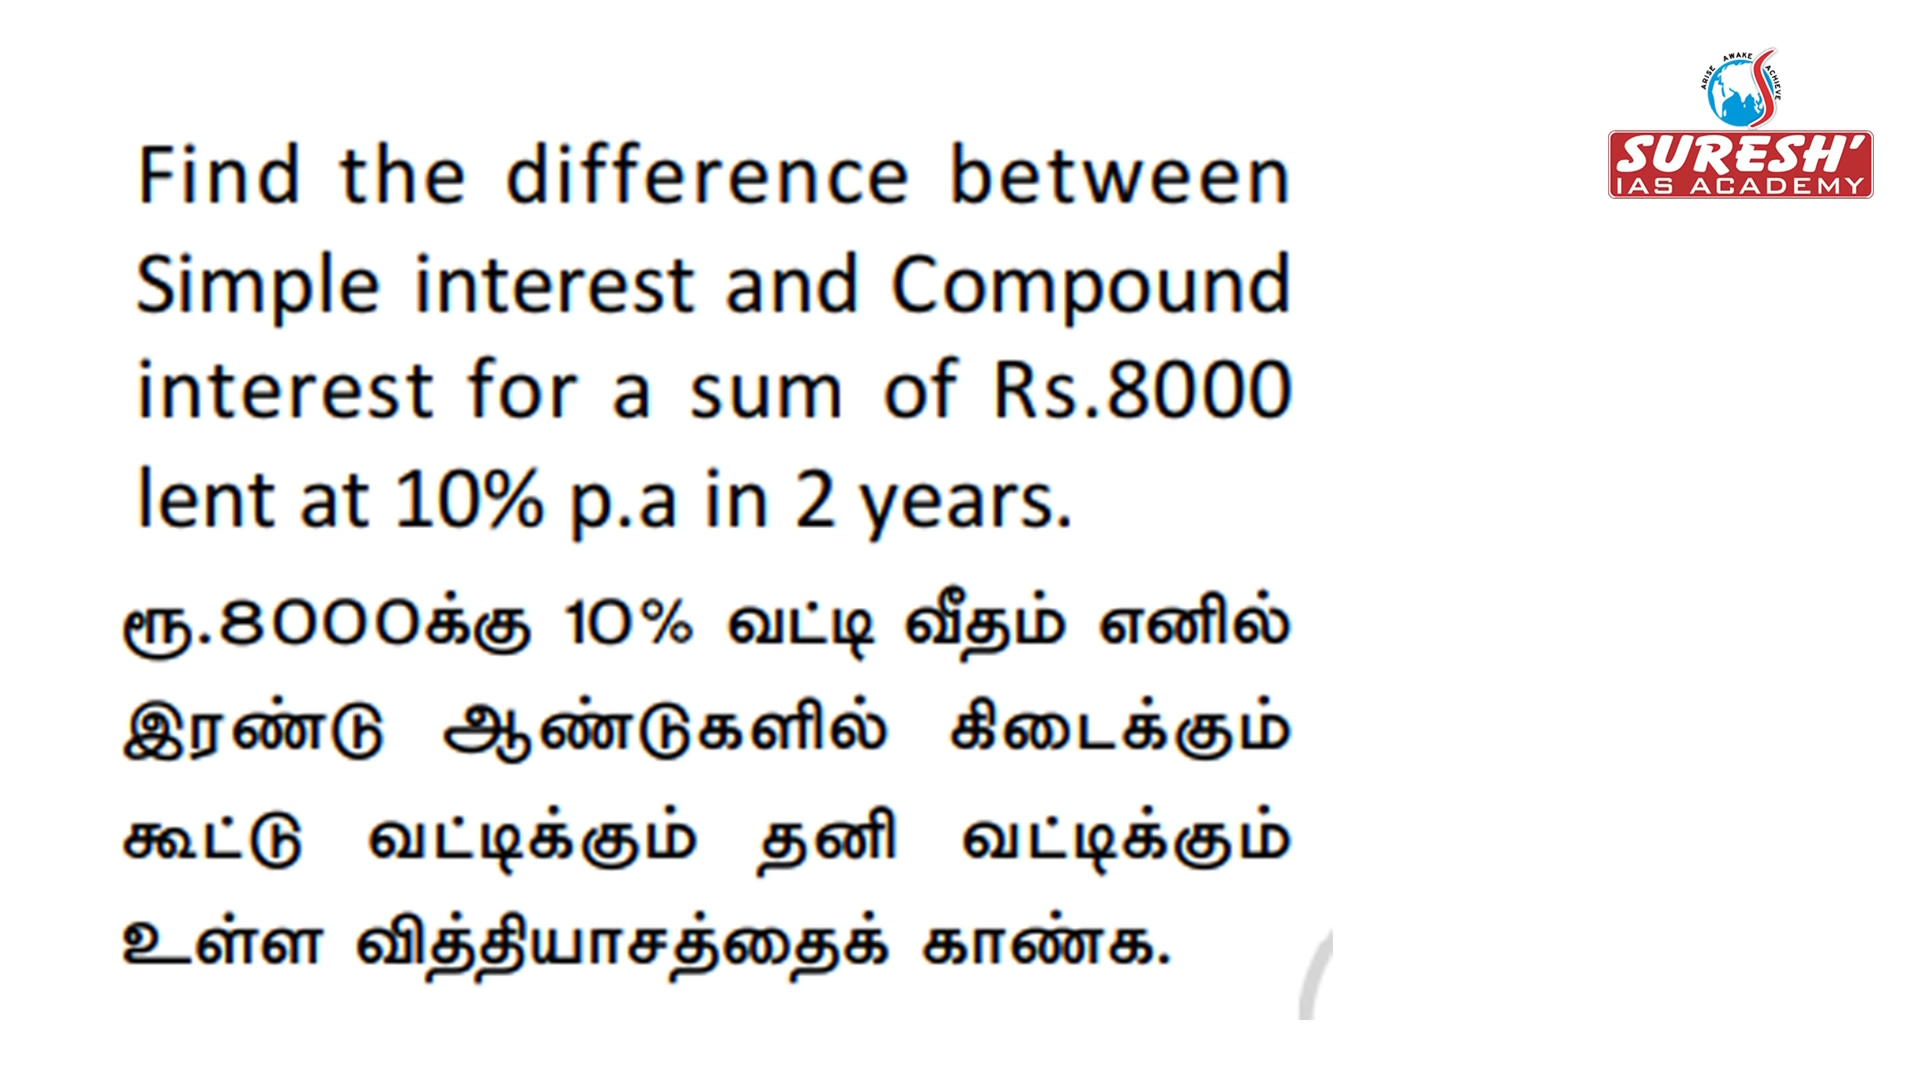 ARISE AWAKE ACHIEVE
SURESH'
IAS ACADEMY
Find the difference between
Simple interest and Compound
interest for a sum of Rs.8000
lent at 10% p.a in 2 years.
ரூ.8000க்கு 10% வட்டி வீதம் எனில்
இரண்டு ஆண்டுகளில் கிடைக்கும்
கூட்டு வட்டிக்கும் தனி வட்டிக்கும்
உள்ள வித்தியாசத்தைக் காண்க.